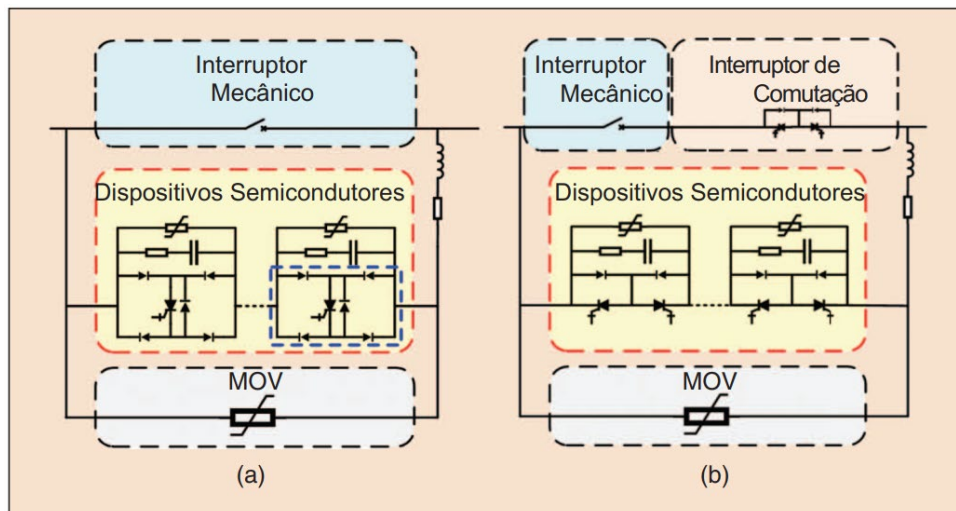 Interruptor
Mecânico
Dispositivos Semicondutores
MOV
(a)
Interruptor
Mecânico
Interruptor de
Comutação
Dispositivos Semicondutores
MOV
(b)